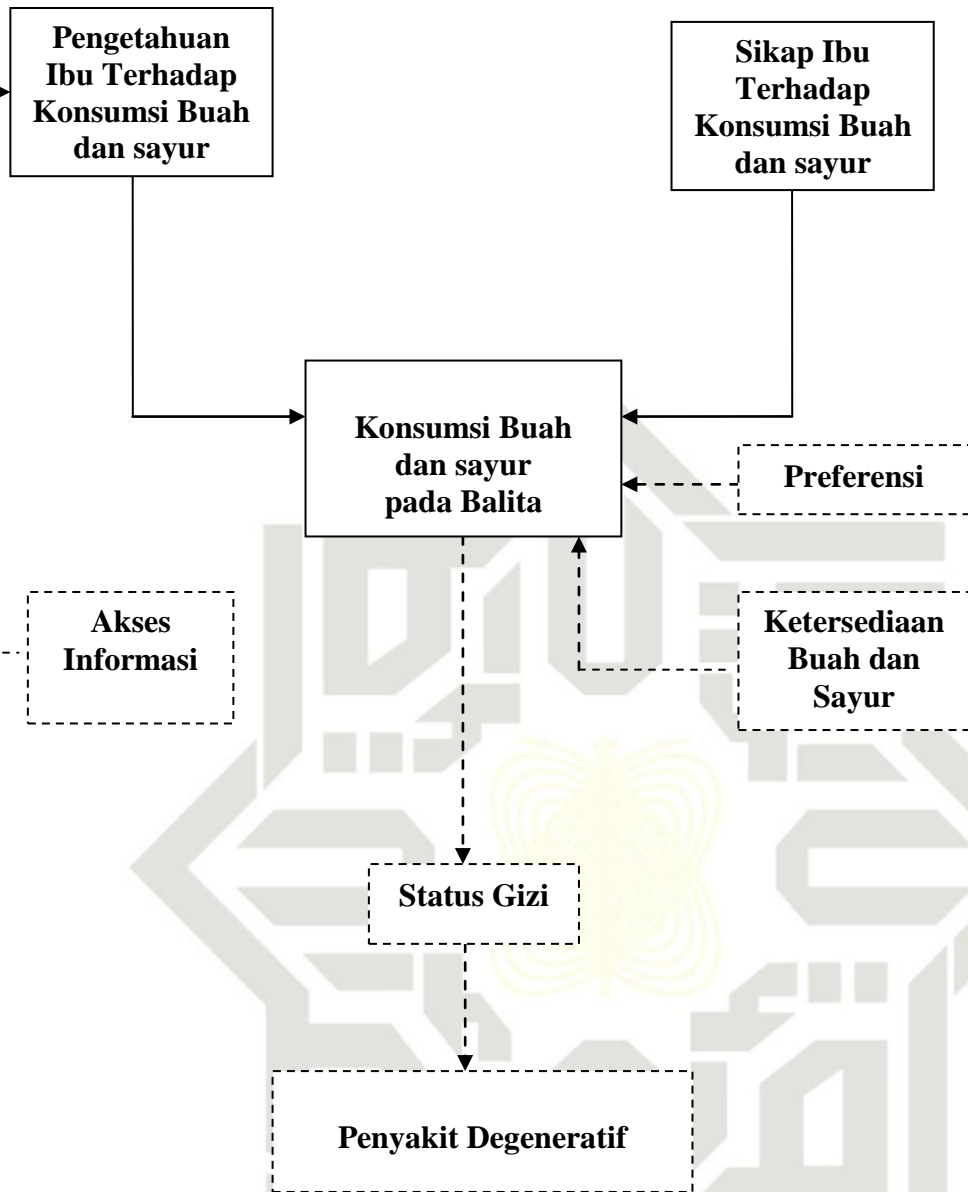 Pengetahuan
Ibu Terhadap
Konsumsi Buah
dan sayur
Sikap Ibu
Terhadap
Konsumsi Buah
dan sayur
Konsumsi Buah
dan sayur
pada Balita
Preferensi
Akses
Informasi
Ketersediaan
Buah dan
Sayur
Status Gizi
Penyakit Degeneratif